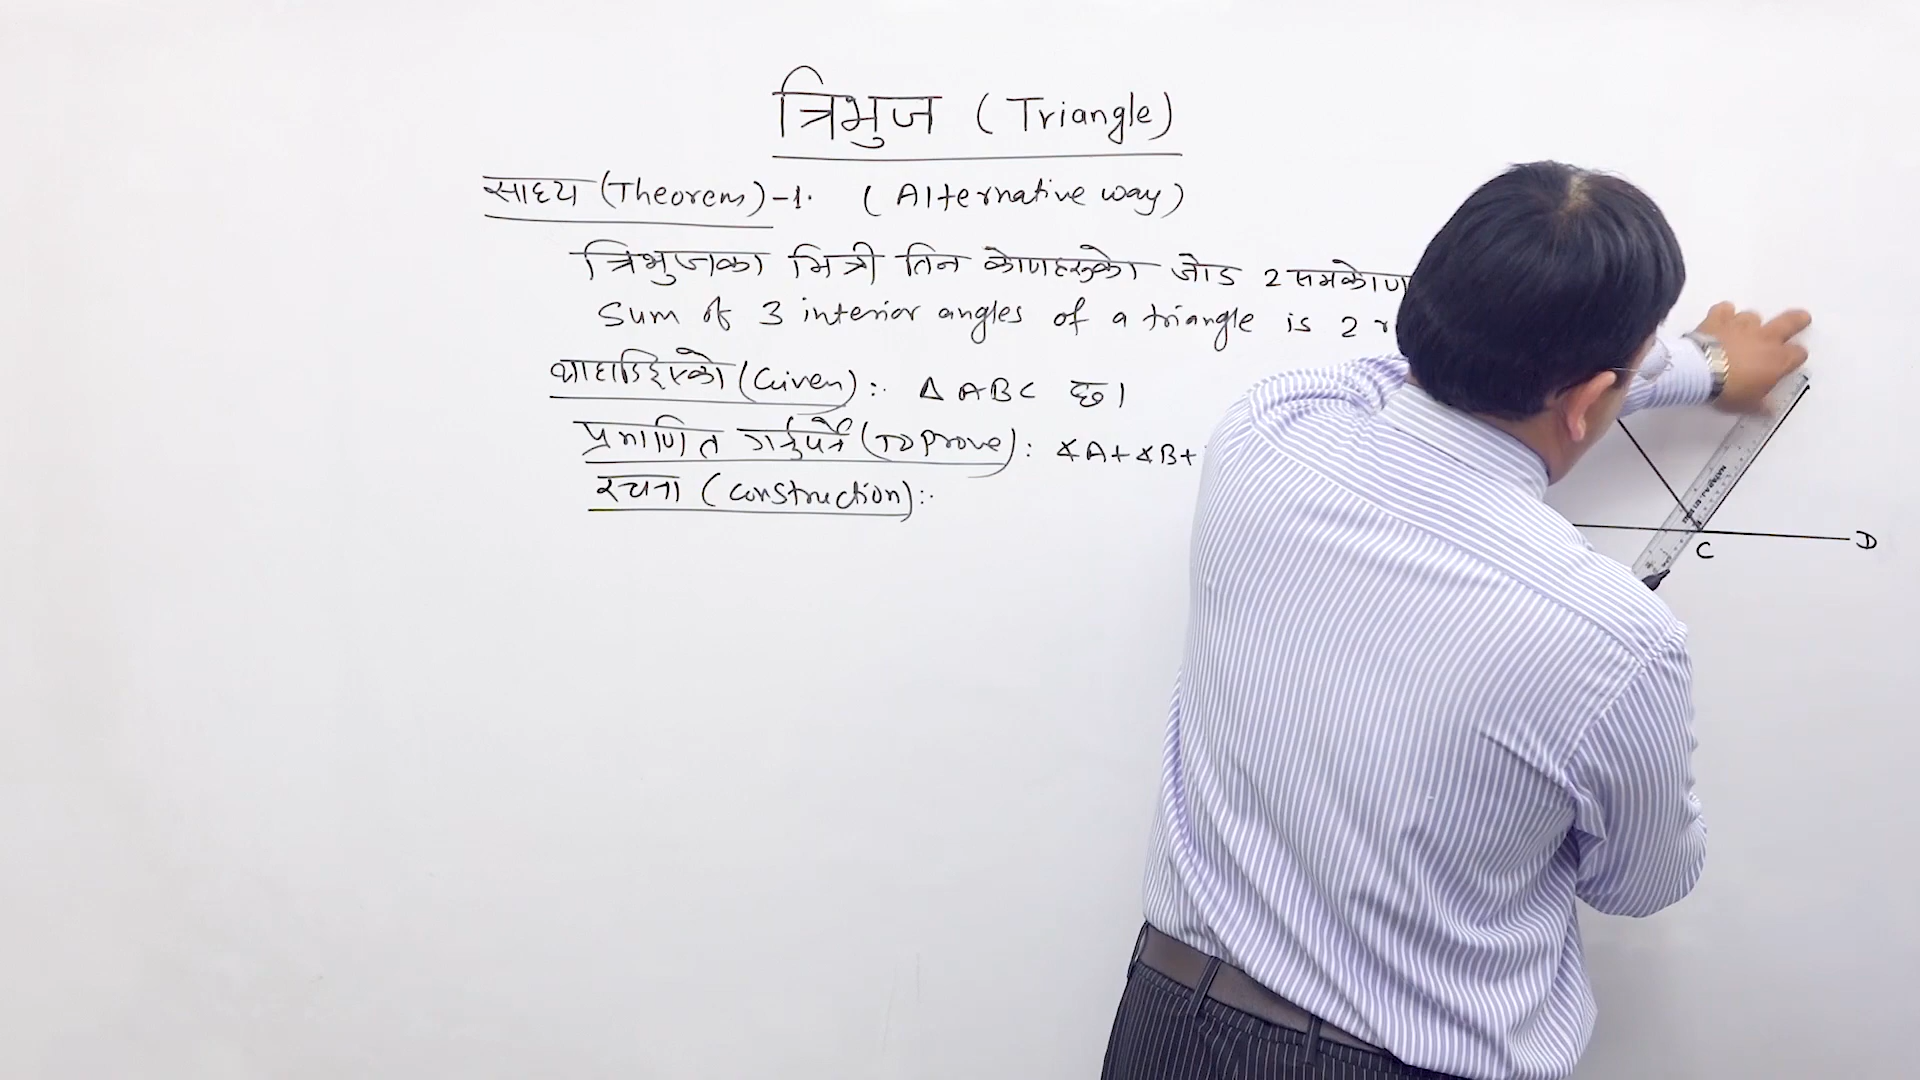 त्रिभुज (Triangle)
साध्य (Theorem)-1. (Alternative way)
त्रिभुजका भित्री तिन कोणहरुको जोड 2 समकोण
Sum of 3 interior angles of a triangle is 2
थाहादिइएको (Given):- Δ ABC छ।
प्रमाणित गर्नुपर्ने (To prove): ∡A+∡B+
रचना (construction):-
C
D